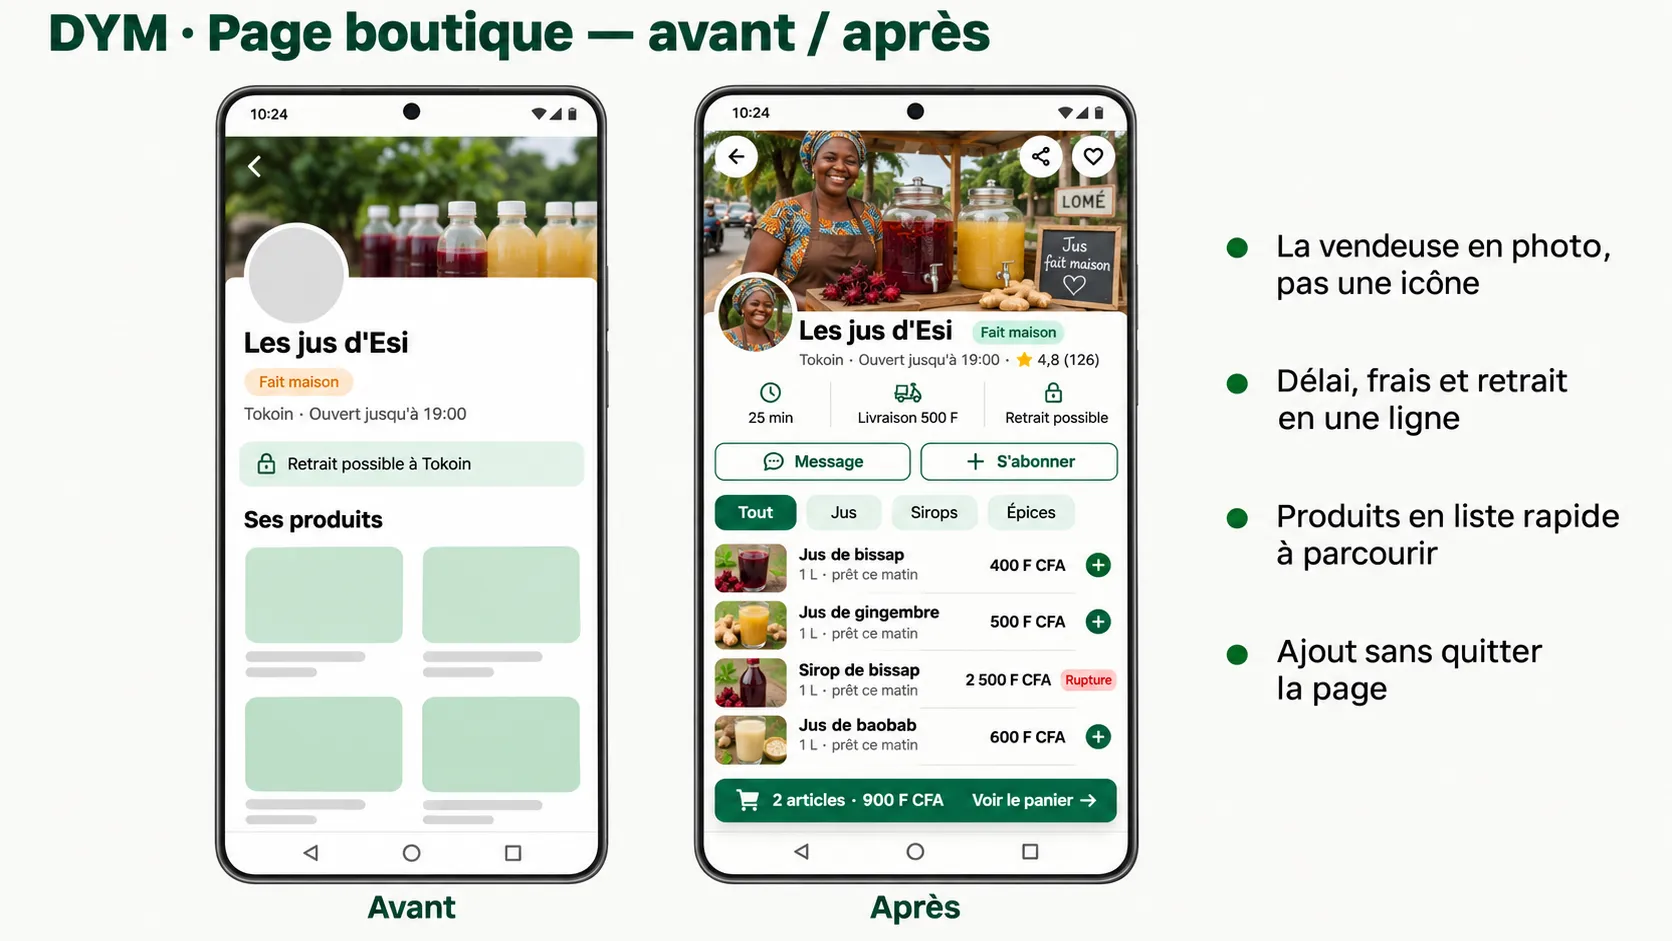 DYM · Page boutique — avant / après
10:24
Les jus d'Esi
Fait maison
Tokoin · Ouvert jusqu'à 19:00
Retrait possible à Tokoin
Ses produits
Avant
10:24
LOMÉ
Jus
fait maison
Les jus d'Esi Fait maison
Tokoin · Ouvert jusqu'à 19:00 · 4,8 (126)
25 min Livraison 500 F Retrait possible
Message S'abonner
Tout Jus Sirops Épices
Jus de bissap
1 L · prêt ce matin
400 F CFA
Jus de gingembre
1 L · prêt ce matin
500 F CFA
Sirop de bissap
1 L · prêt ce matin
2 500 F CFA Rupture
Jus de baobab
1 L · prêt ce matin
600 F CFA
2 articles · 900 F CFA Voir le panier →
Après
La vendeuse en photo,
pas une icône
Délai, frais et retrait
en une ligne
Produits en liste rapide
à parcourir
Ajout sans quitter
la page